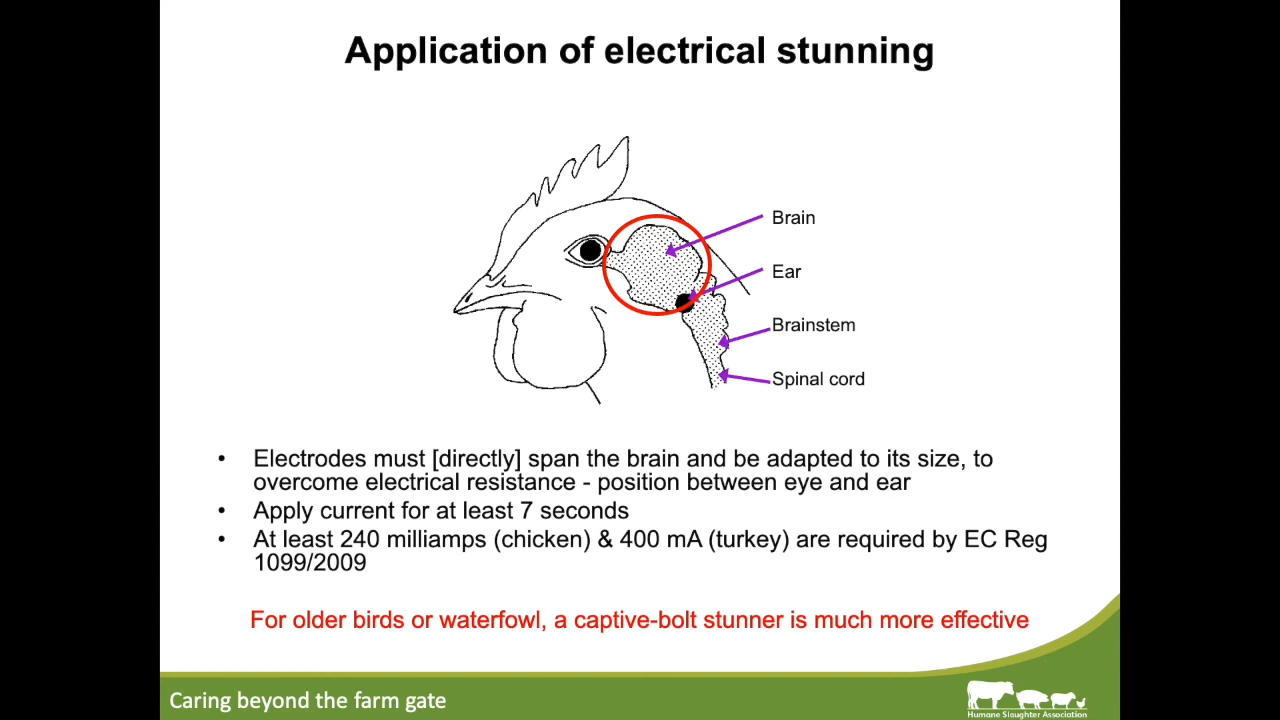 Application of electrical stunning
Brain
Ear
Brainstem
Spinal cord
• Electrodes must [directly] span the brain and be adapted to its size, to
overcome electrical resistance - position between eye and ear
• Apply current for at least 7 seconds
• At least 240 milliamps (chicken) & 400 mA (turkey) are required by EC Reg
1099/2009
For older birds or waterfowl, a captive-bolt stunner is much more effective
Caring beyond the farm gate
Humane Slaughter Association